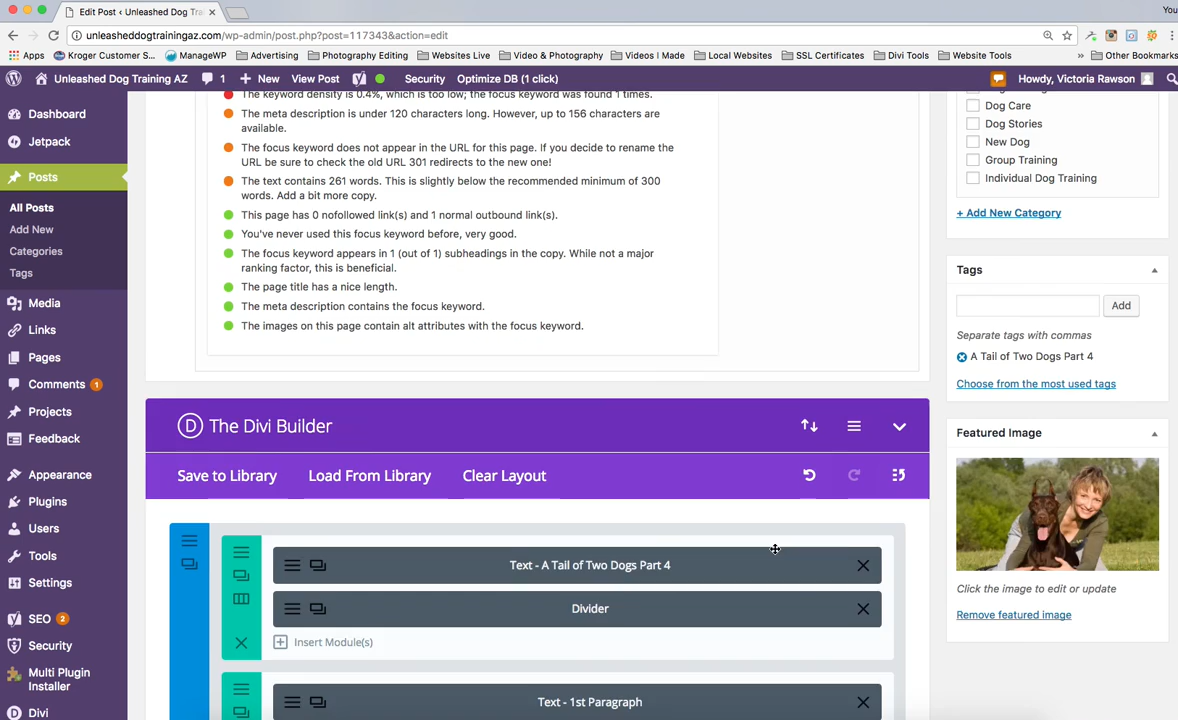 Edit Post ‹ Unleashed Dog Tra
You
unleasheddogtrainingaz.com/wp-admin/post.php?post=117343&action=edit
Apps
Kroger Customer S...
ManageWP
Advertising
Photography Editing
Websites Live
Video & Photography
Videos I Made
Local Websites
SSL Certificates
Divi Tools
Website Tools
»
Other Bookmarks
Unleashed Dog Training AZ
1
+ New
View Post
Security
Optimize DB (1 click)
Howdy, Victoria Rawson
Dashboard
Jetpack
Posts
All Posts
Add New
Categories
Tags
Media
Links
Pages
Comments 1
Projects
Feedback
Appearance
Plugins
Users
Tools
Settings
SEO 2
Security
Multi Plugin
Installer
Divi
The keyword density is 0.4%, which is too low; the focus keyword was found 1 times.
The meta description is under 120 characters long. However, up to 156 characters are
available.
The focus keyword does not appear in the URL for this page. If you decide to rename the
URL be sure to check the old URL 301 redirects to the new one!
The text contains 261 words. This is slightly below the recommended minimum of 300
words. Add a bit more copy.
This page has 0 nofollowed link(s) and 1 normal outbound link(s).
You've never used this focus keyword before, very good.
The focus keyword appears in 1 (out of 1) subheadings in the copy. While not a major
ranking factor, this is beneficial.
The page title has a nice length.
The meta description contains the focus keyword.
The images on this page contain alt attributes with the focus keyword.
D The Divi Builder
Save to Library
Load From Library
Clear Layout
Text - A Tail of Two Dogs Part 4
Divider
Insert Module(s)
Text - 1st Paragraph
Dog Care
Dog Stories
New Dog
Group Training
Individual Dog Training
+ Add New Category
Tags
Add
Separate tags with commas
A Tail of Two Dogs Part 4
Choose from the most used tags
Featured Image
Click the image to edit or update
Remove featured image